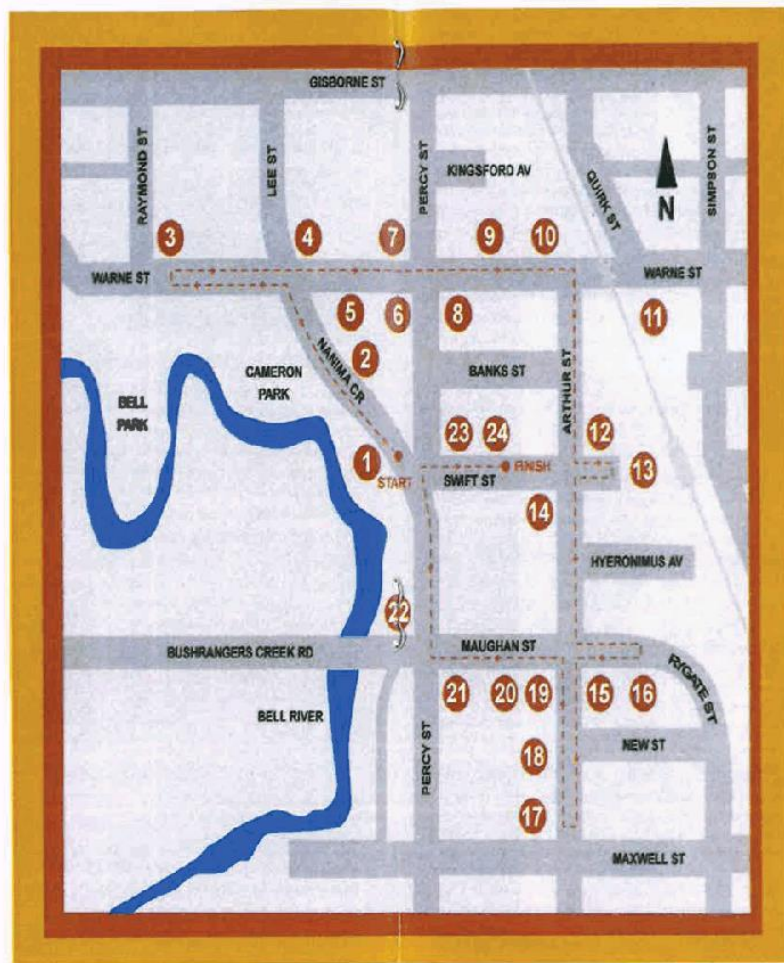 GISBORNE ST
RAYMOND ST
LEE ST
PERCY ST
KINGSFORD AV
QUIRK ST
SIMPSON ST
N
3
4
7
9
10
WARNE ST
WARNE ST
5
6
8
11
2
NANIMA CR
CAMERON
PARK
BANKS ST
ARTHUR ST
BELL
PARK
1
START
23
24
FINISH
12
13
SWIFT ST
14
HYERONIMUS AV
22
BUSHRANGERS CREEK RD
MAUGHAN ST
R/GATE ST
21
20
19
15
16
BELL RIVER
PERCY ST
18
NEW ST
17
MAXWELL ST